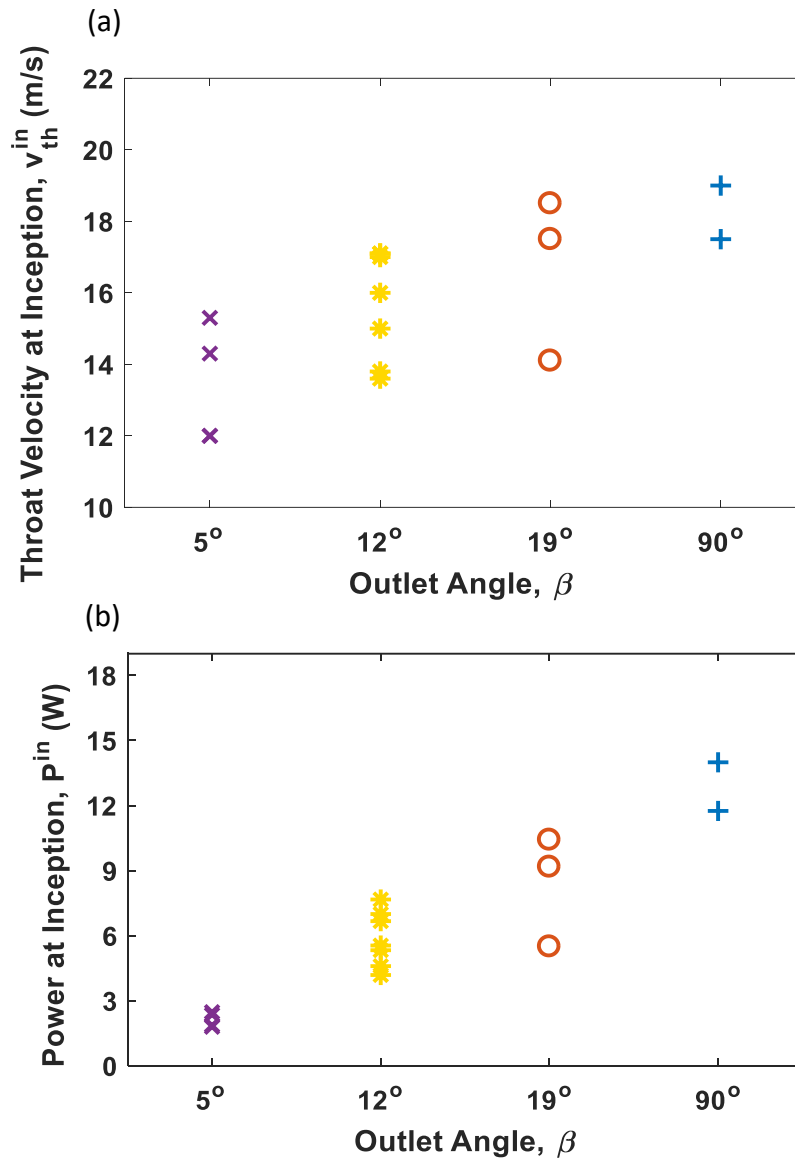 (a)
Throat Velocity at Inception, v_th^in (m/s)
22
20
18
16
14
12
10
5° 12° 19° 90°
Outlet Angle, β
(b)
Power at Inception, P^in (W)
18
15
12
9
6
3
0
5° 12° 19° 90°
Outlet Angle, β